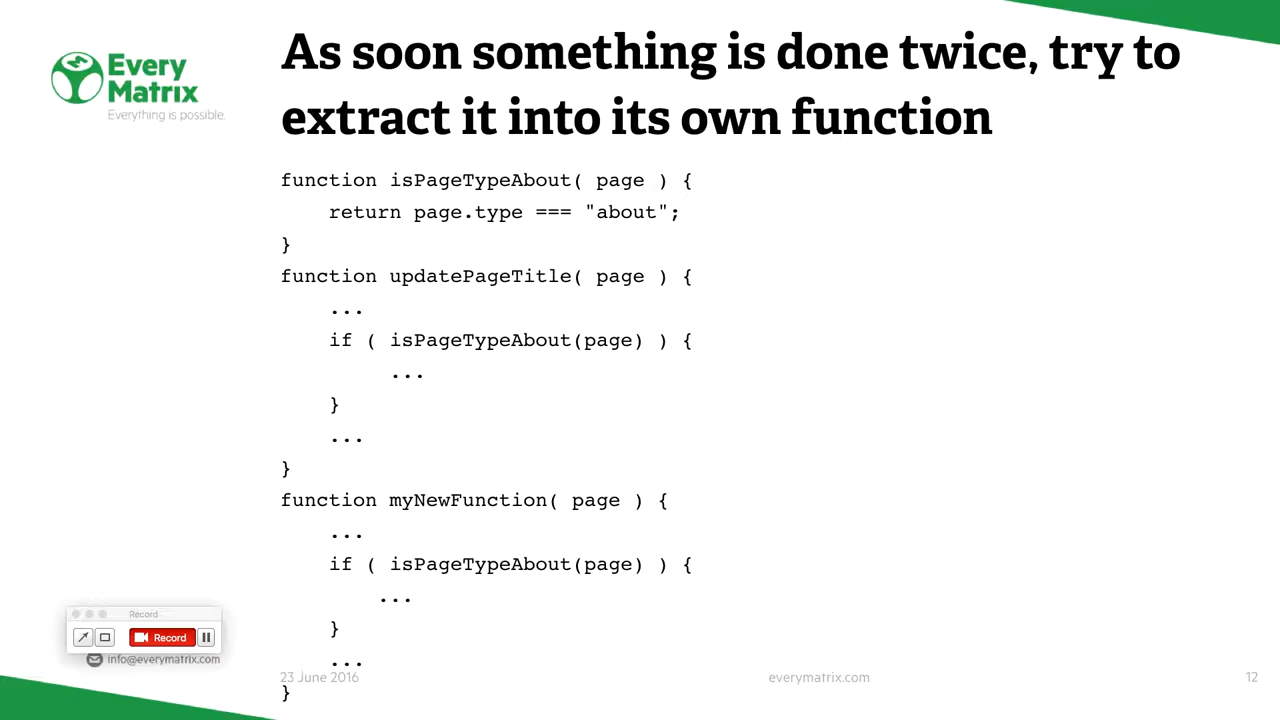 Every
Matrix
Everything is possible.
As soon something is done twice, try to
extract it into its own function
function isPageTypeAbout( page ) {
return page.type === "about";
}
function updatePageTitle( page ) {
...
if ( isPageTypeAbout(page) ) {
...
}
...
}
function myNewFunction( page ) {
...
if ( isPageTypeAbout(page) ) {
...
}
...
}
Record
Record
info@everymatrix.com
23 June 2016
everymatrix.com
12